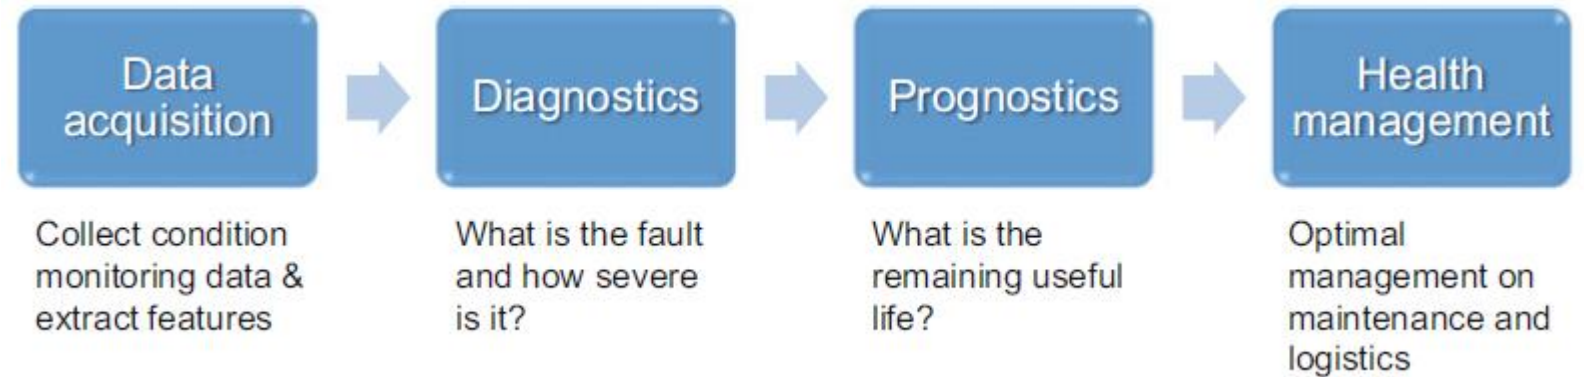 Data
acquisition
Diagnostics
Prognostics
Health
management
Collect condition
monitoring data &
extract features
What is the fault
and how severe
is it?
What is the
remaining useful
life?
Optimal
management on
maintenance and
logistics